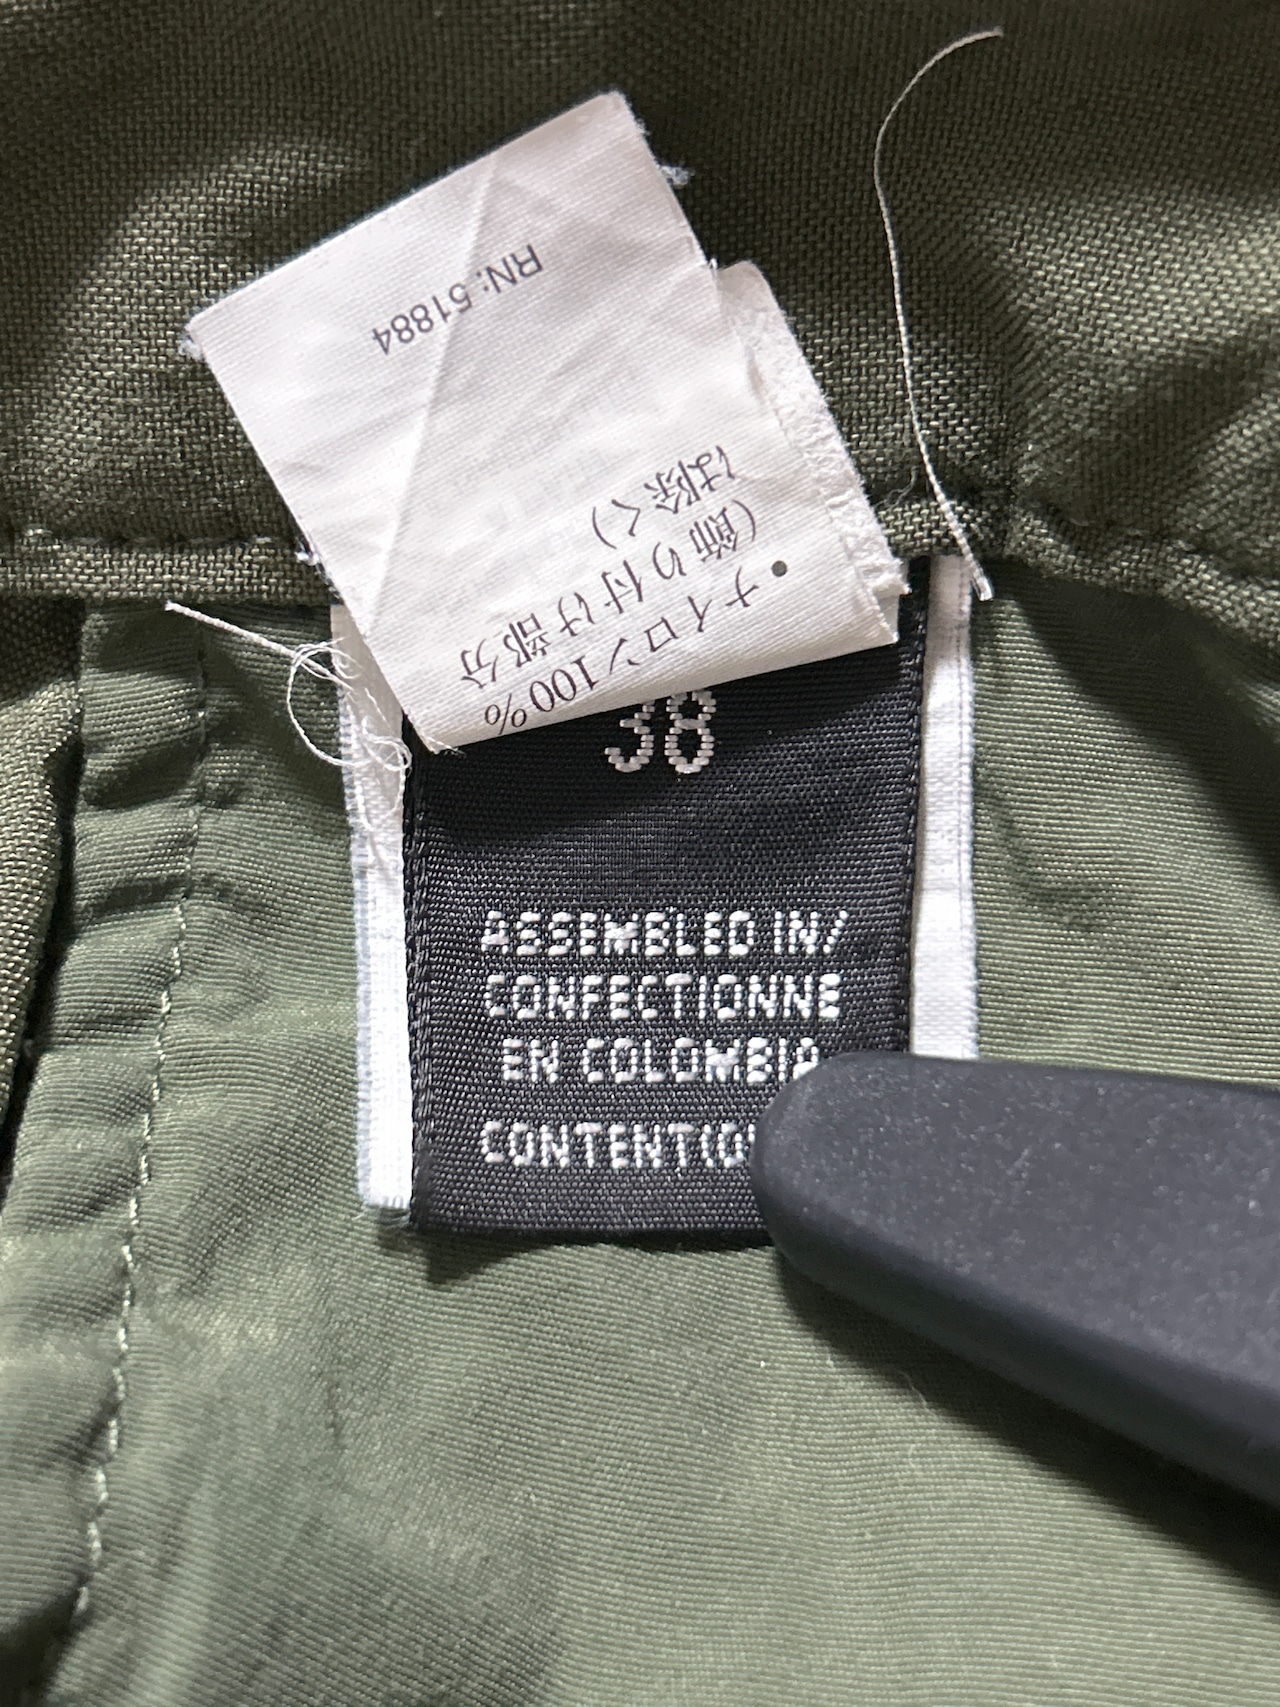 • ナイロン100%
(飾り付け部分
は除く)
RN: 51884
38
ASSEMBLED IN/
CONFECTIONNE
EN COLOMBIA